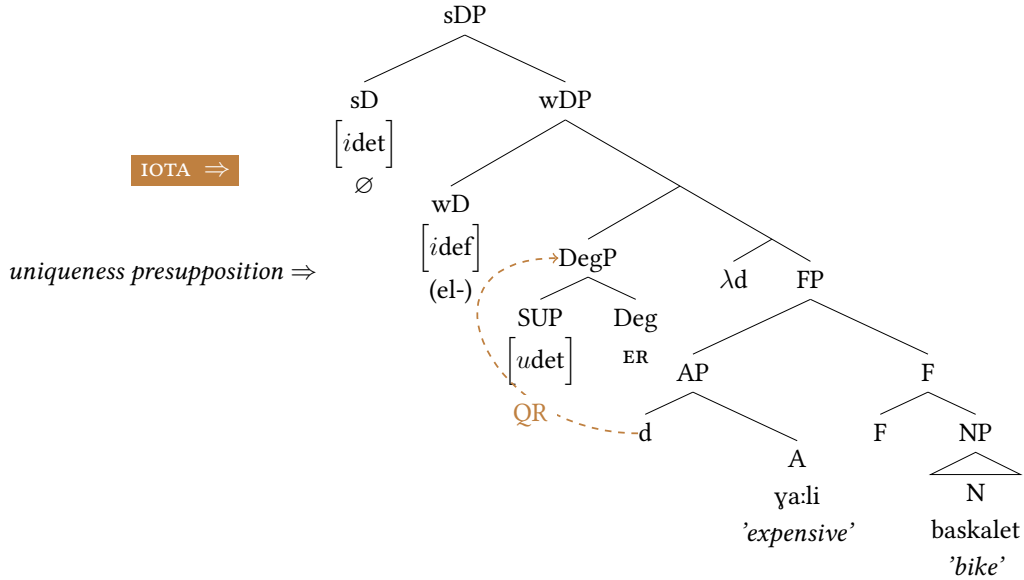 sDP
sD wDP
[idet]
IOTA ⇒
∅
wD
[idef]
uniqueness presupposition ⇒
DegP
(el-)
λd FP
SUP Deg
[udet] ER
AP F
QR
d F NP
A
ɣa:li N
'expensive' baskalet
'bike'